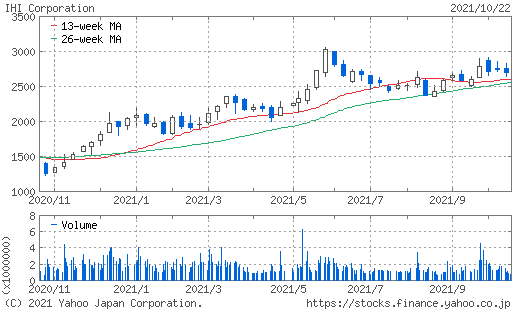 IHI Corporation 2021/10/22
3500
13-week MA
26-week MA
3000
2500
2000
1500
1000
2020/11 2021/1 2021/3 2021/5 2021/7 2021/9
8
Volume
6
4
2
0
(x1000000)
2020/11 2021/1 2021/3 2021/5 2021/7 2021/9
(C) 2021 Yahoo Japan Corporation. https://stocks.finance.yahoo.co.jp